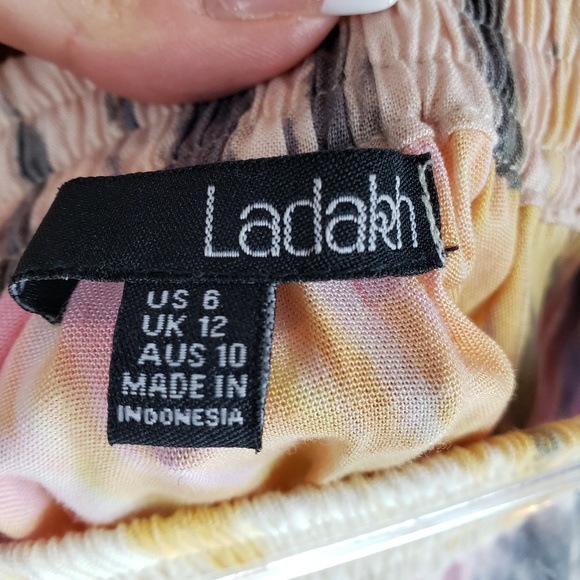 Ladakh
US 6
UK 12
AUS 10
MADE IN
INDONESIA